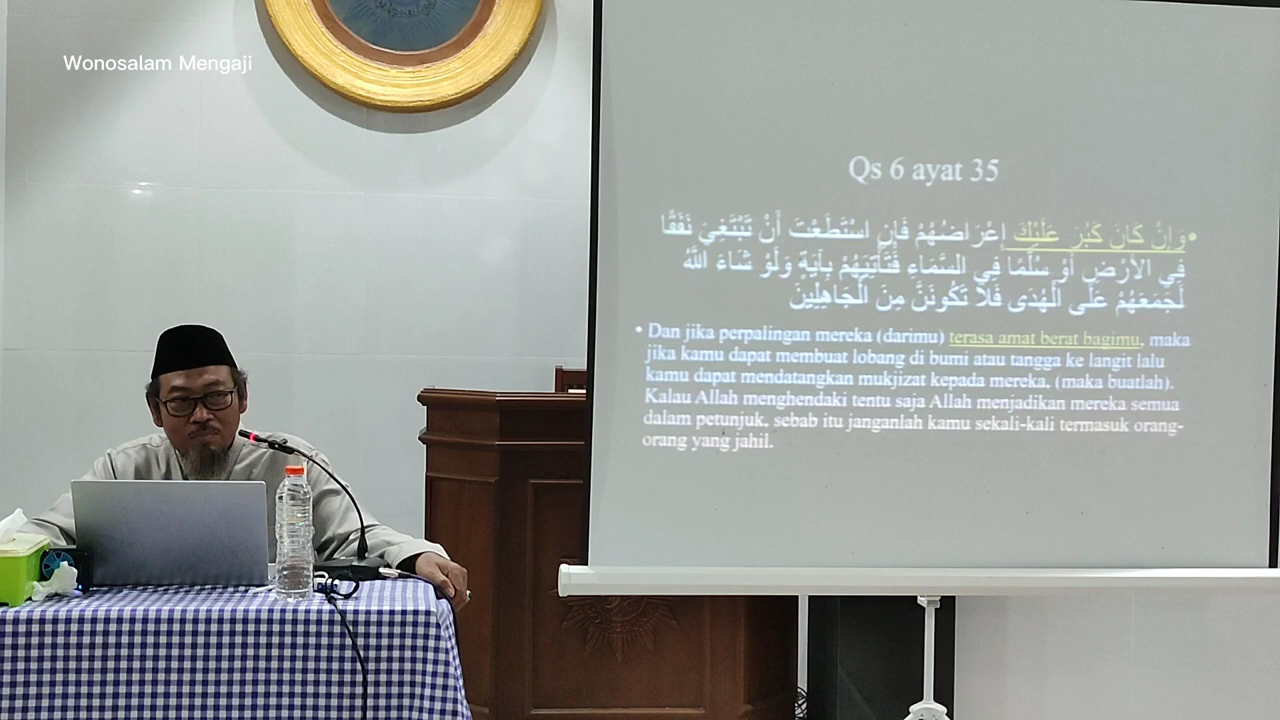 Wonosalam Mengaji
Qs 6 ayat 35
•وَإِنْ كَانَ كَبُرَ عَلَيْكَ إِعْرَاضُهُمْ فَإِنِ اسْتَطَعْتَ أَنْ تَبْتَغِيَ نَفَقًا
فِي الأرْضِ أَوْ سُلَّمًا فِي السَّمَاءِ فَتَأْتِيَهُمْ بِآيَةٍ وَلَوْ شَاءَ اللَّهُ
لَجَمَعَهُمْ عَلَى الْهُدَى فَلا تَكُونَنَّ مِنَ الْجَاهِلِينَ
• Dan jika perpalingan mereka (darimu) terasa amat berat bagimu, maka
jika kamu dapat membuat lobang di bumi atau tangga ke langit lalu
kamu dapat mendatangkan mukjizat kepada mereka. (maka buatlah).
Kalau Allah menghendaki tentu saja Allah menjadikan mereka semua
dalam petunjuk, sebab itu janganlah kamu sekali-kali termasuk orang-
orang yang jahil.